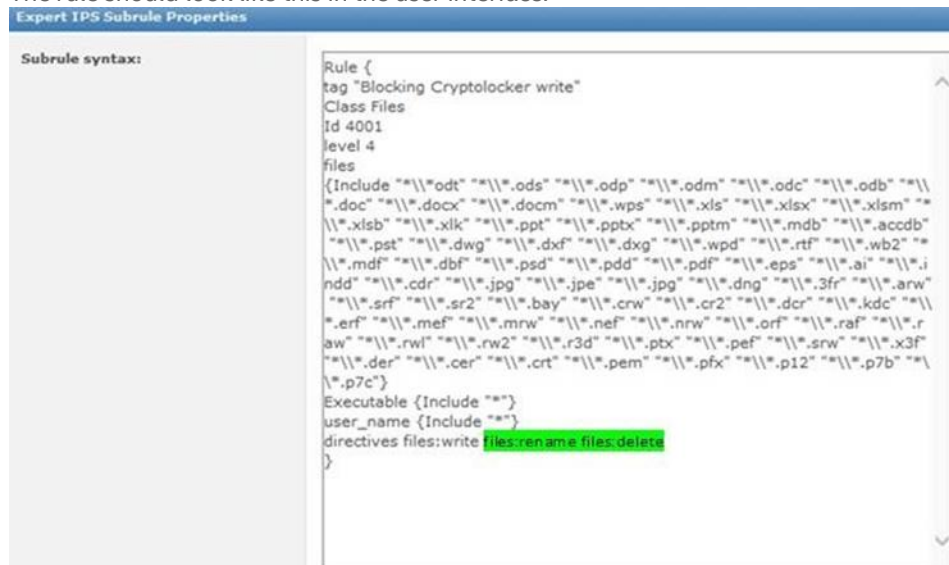 The rule should look like this in the user interface.
Expert IPS Subrule Properties
Subrule syntax:
Rule {
tag "Blocking Cryptolocker write"
Class Files
Id 4001
level 4
files
{Include "*\\*odt" "*\\*.ods" "*\\*.odp" "*\\*.odm" "*\\*.odc" "*\\*.odb" "*\\
*.doc" "*\\*.docx" "*\\*.docm" "*\\*.wps" "*\\*.xls" "*\\*.xlsx" "*\\*.xlsm" "*
\\*.xlsb" "*\\*.xlk" "*\\*.ppt" "*\\*.pptx" "*\\*.pptm" "*\\*.mdb" "*\\*.accdb"
"*\\*.pst" "*\\*.dwg" "*\\*.dxf" "*\\*.dxg" "*\\*.wpd" "*\\*.rtf" "*\\*.wb2" "*
\\*.mdf" "*\\*.dbf" "*\\*.psd" "*\\*.pdd" "*\\*.pdf" "*\\*.eps" "*\\*.ai" "*\\*.i
ndd" "*\\*.cdr" "*\\*.jpg" "*\\*.jpe" "*\\*.jpg" "*\\*.dng" "*\\*.3fr" "*\\*.arw"
"*\\*.srf" "*\\*.sr2" "*\\*.bay" "*\\*.crw" "*\\*.cr2" "*\\*.dcr" "*\\*.kdc" "*\\
*.erf" "*\\*.mef" "*\\*.mrw" "*\\*.nef" "*\\*.nrw" "*\\*.orf" "*\\*.raf" "*\\*.r
aw" "*\\*.rwl" "*\\*.rw2" "*\\*.r3d" "*\\*.ptx" "*\\*.pef" "*\\*.srw" "*\\*.x3f"
"*\\*.der" "*\\*.cer" "*\\*.crt" "*\\*.pem" "*\\*.pfx" "*\\*.p12" "*\\*.p7b" "*\
\*.p7c"}
Executable {Include "*"}
user_name {Include "*"}
directives files:write files:rename files:delete
}